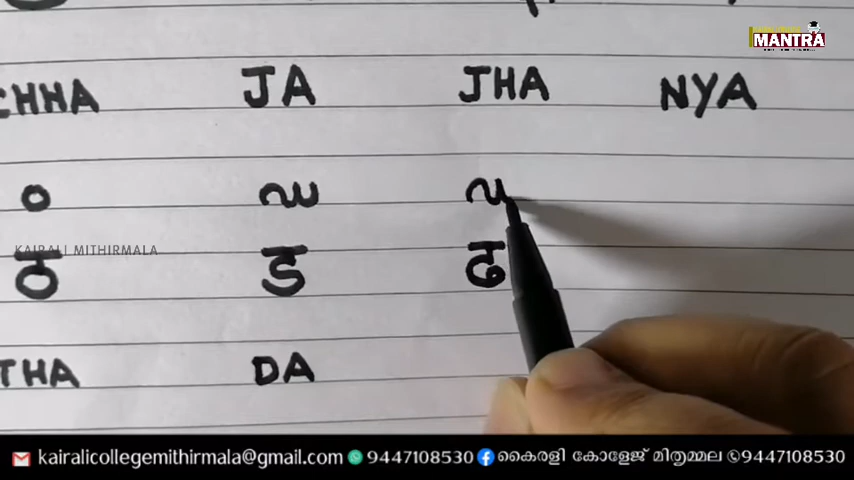 MANTRA
CHHA JA JHA NYA
ഠ ഡ
KAIRALI MITHIRMALA
ठ ड ढ
THA DA
kairalicollegemithirmala@gmail.com 9447108530 കൈരളി കോളേജ് മിതൃമ്മല 9447108530